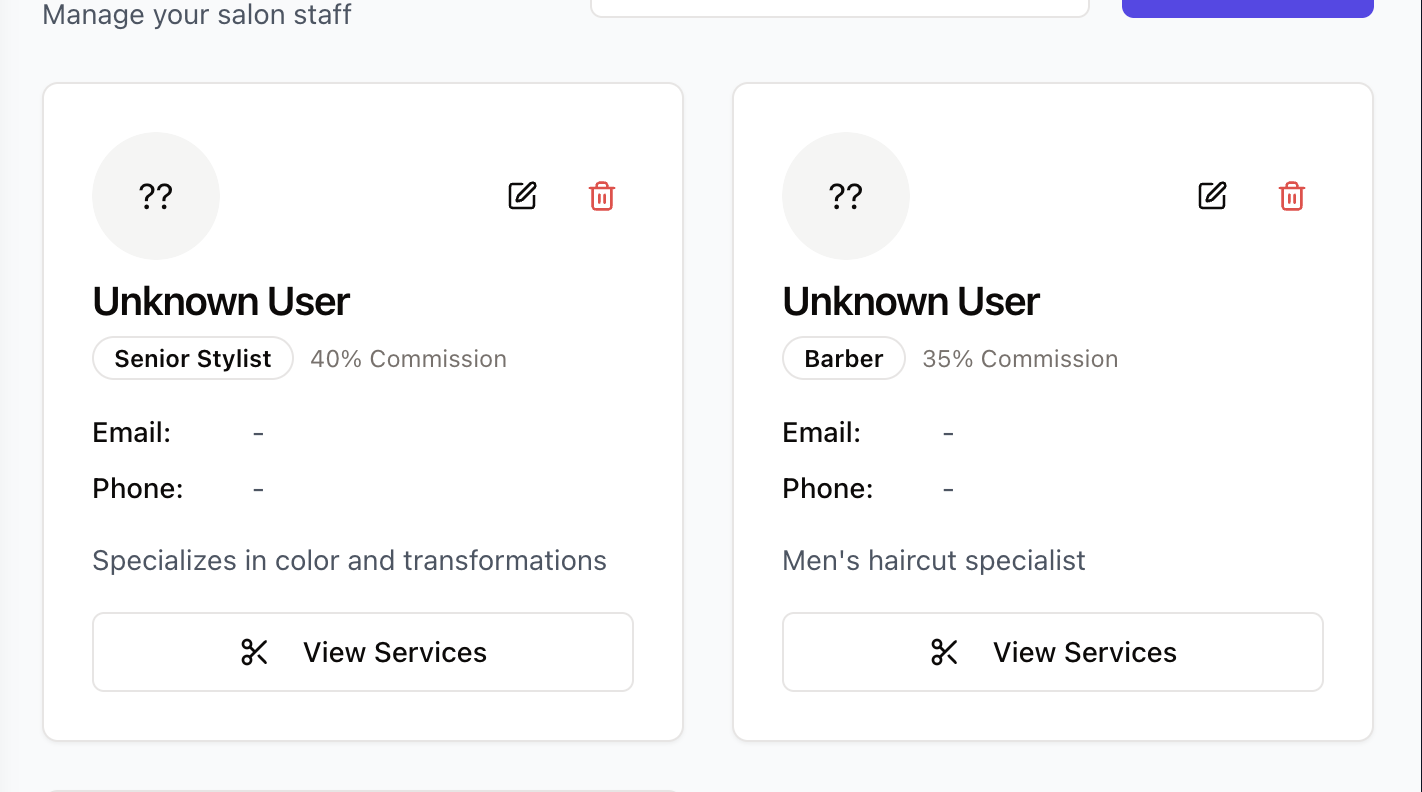 Manage your salon staff
??
Unknown User
Senior Stylist 40% Commission
Email: -
Phone: -
Specializes in color and transformations
View Services
??
Unknown User
Barber 35% Commission
Email: -
Phone: -
Men's haircut specialist
View Services